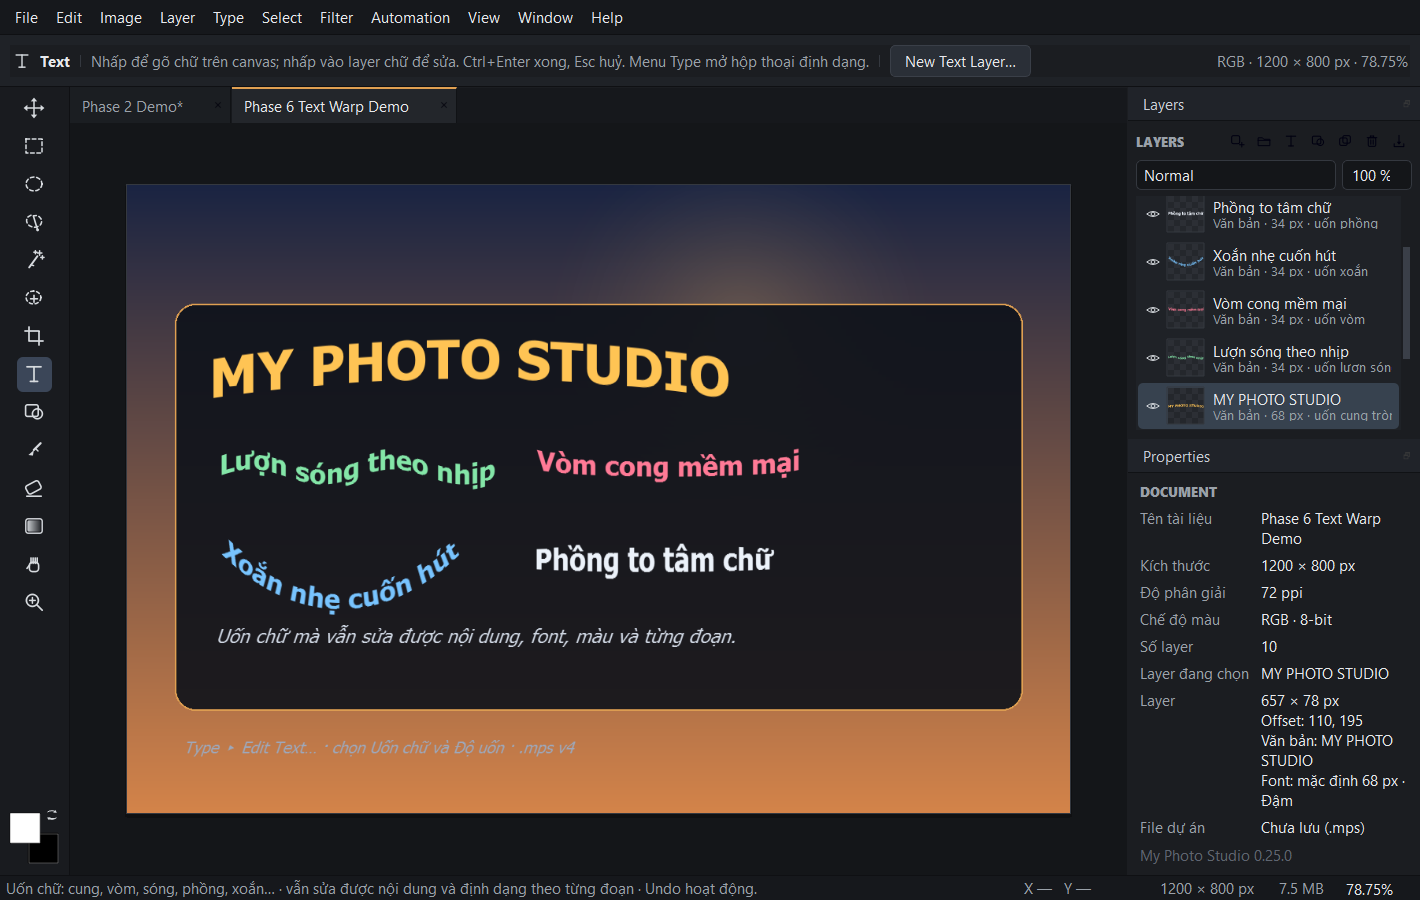 File Edit Image Layer Type Select Filter Automation View Window Help
Text Nhấp để gõ chữ trên canvas; nhấp vào layer chữ để sửa. Ctrl+Enter xong, Esc huỷ. Menu Type mở hộp thoại định dạng. New Text Layer... RGB · 1200 × 800 px · 78.75%
Phase 2 Demo* × Phase 6 Text Warp Demo ×
MY PHOTO STUDIO
Lượn sóng theo nhịp
Vòm cong mềm mại
Xoắn nhẹ cuốn hút
Phồng to tâm chữ
Uốn chữ mà vẫn sửa được nội dung, font, màu và từng đoạn.
Type ▸ Edit Text... · chọn Uốn chữ và Độ uốn · .mps v4
Layers
LAYERS
Normal 100 %
Phồng to tâm chữ
Văn bản · 34 px · uốn phồng
Xoắn nhẹ cuốn hút
Văn bản · 34 px · uốn xoắn
Vòm cong mềm mại
Văn bản · 34 px · uốn vòm
Lượn sóng theo nhịp
Văn bản · 34 px · uốn lượn són
MY PHOTO STUDIO
Văn bản · 68 px · uốn cung tròn
Properties
DOCUMENT
Tên tài liệu Phase 6 Text Warp
Demo
Kích thước 1200 × 800 px
Độ phân giải 72 ppi
Chế độ màu RGB · 8-bit
Số layer 10
Layer đang chọn MY PHOTO STUDIO
Layer 657 × 78 px
Offset: 110, 195
Văn bản: MY PHOTO
STUDIO
Font: mặc định 68 px ·
Đậm
File dự án Chưa lưu (.mps)
My Photo Studio 0.25.0
Uốn chữ: cung, vòm, sóng, phồng, xoắn... · vẫn sửa được nội dung và định dạng theo từng đoạn · Undo hoạt động. X — Y — 1200 × 800 px 7.5 MB 78.75%